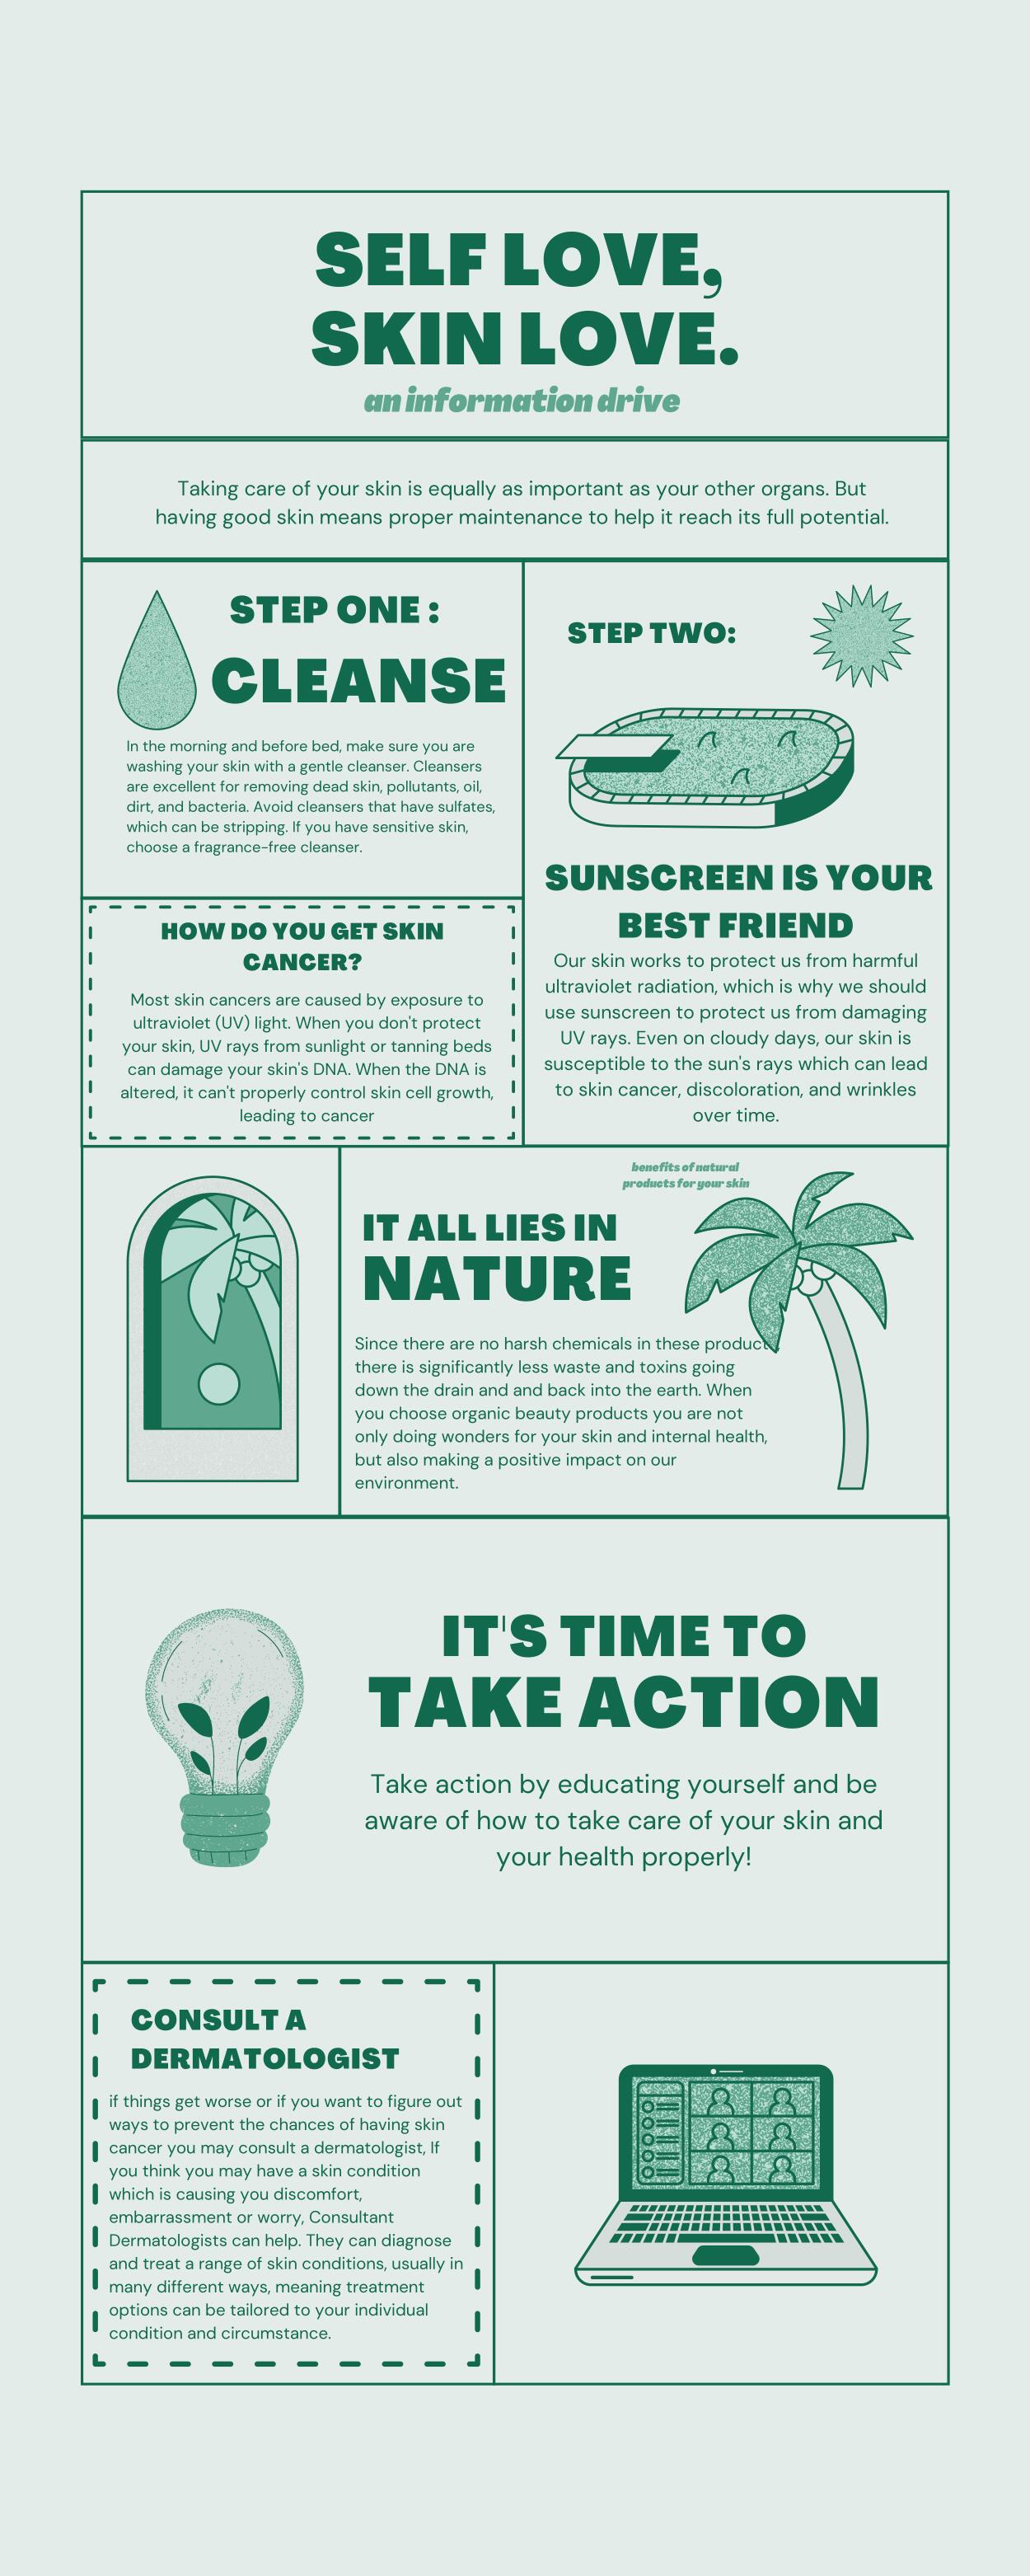 SELF LOVE,
SKIN LOVE.
an information drive
Taking care of your skin is equally as important as your other organs. But
having good skin means proper maintenance to help it reach its full potential.
STEP ONE :
CLEANSE
In the morning and before bed, make sure you are
washing your skin with a gentle cleanser. Cleansers
are excellent for removing dead skin, pollutants, oil,
dirt, and bacteria. Avoid cleansers that have sulfates,
which can be stripping. If you have sensitive skin,
choose a fragrance-free cleanser.
STEP TWO:
SUNSCREEN IS YOUR
BEST FRIEND
Our skin works to protect us from harmful
ultraviolet radiation, which is why we should
use sunscreen to protect us from damaging
UV rays. Even on cloudy days, our skin is
susceptible to the sun's rays which can lead
to skin cancer, discoloration, and wrinkles
over time.
HOW DO YOU GET SKIN
CANCER?
Most skin cancers are caused by exposure to
ultraviolet (UV) light. When you don't protect
your skin, UV rays from sunlight or tanning beds
can damage your skin's DNA. When the DNA is
altered, it can't properly control skin cell growth,
leading to cancer
benefits of natural
products for your skin
IT ALL LIES IN
NATURE
Since there are no harsh chemicals in these products,
there is significantly less waste and toxins going
down the drain and and back into the earth. When
you choose organic beauty products you are not
only doing wonders for your skin and internal health,
but also making a positive impact on our
environment.
IT'S TIME TO
TAKE ACTION
Take action by educating yourself and be
aware of how to take care of your skin and
your health properly!
CONSULT A
DERMATOLOGIST
if things get worse or if you want to figure out
ways to prevent the chances of having skin
cancer you may consult a dermatologist, If
you think you may have a skin condition
which is causing you discomfort,
embarrassment or worry, Consultant
Dermatologists can help. They can diagnose
and treat a range of skin conditions, usually in
many different ways, meaning treatment
options can be tailored to your individual
condition and circumstance.